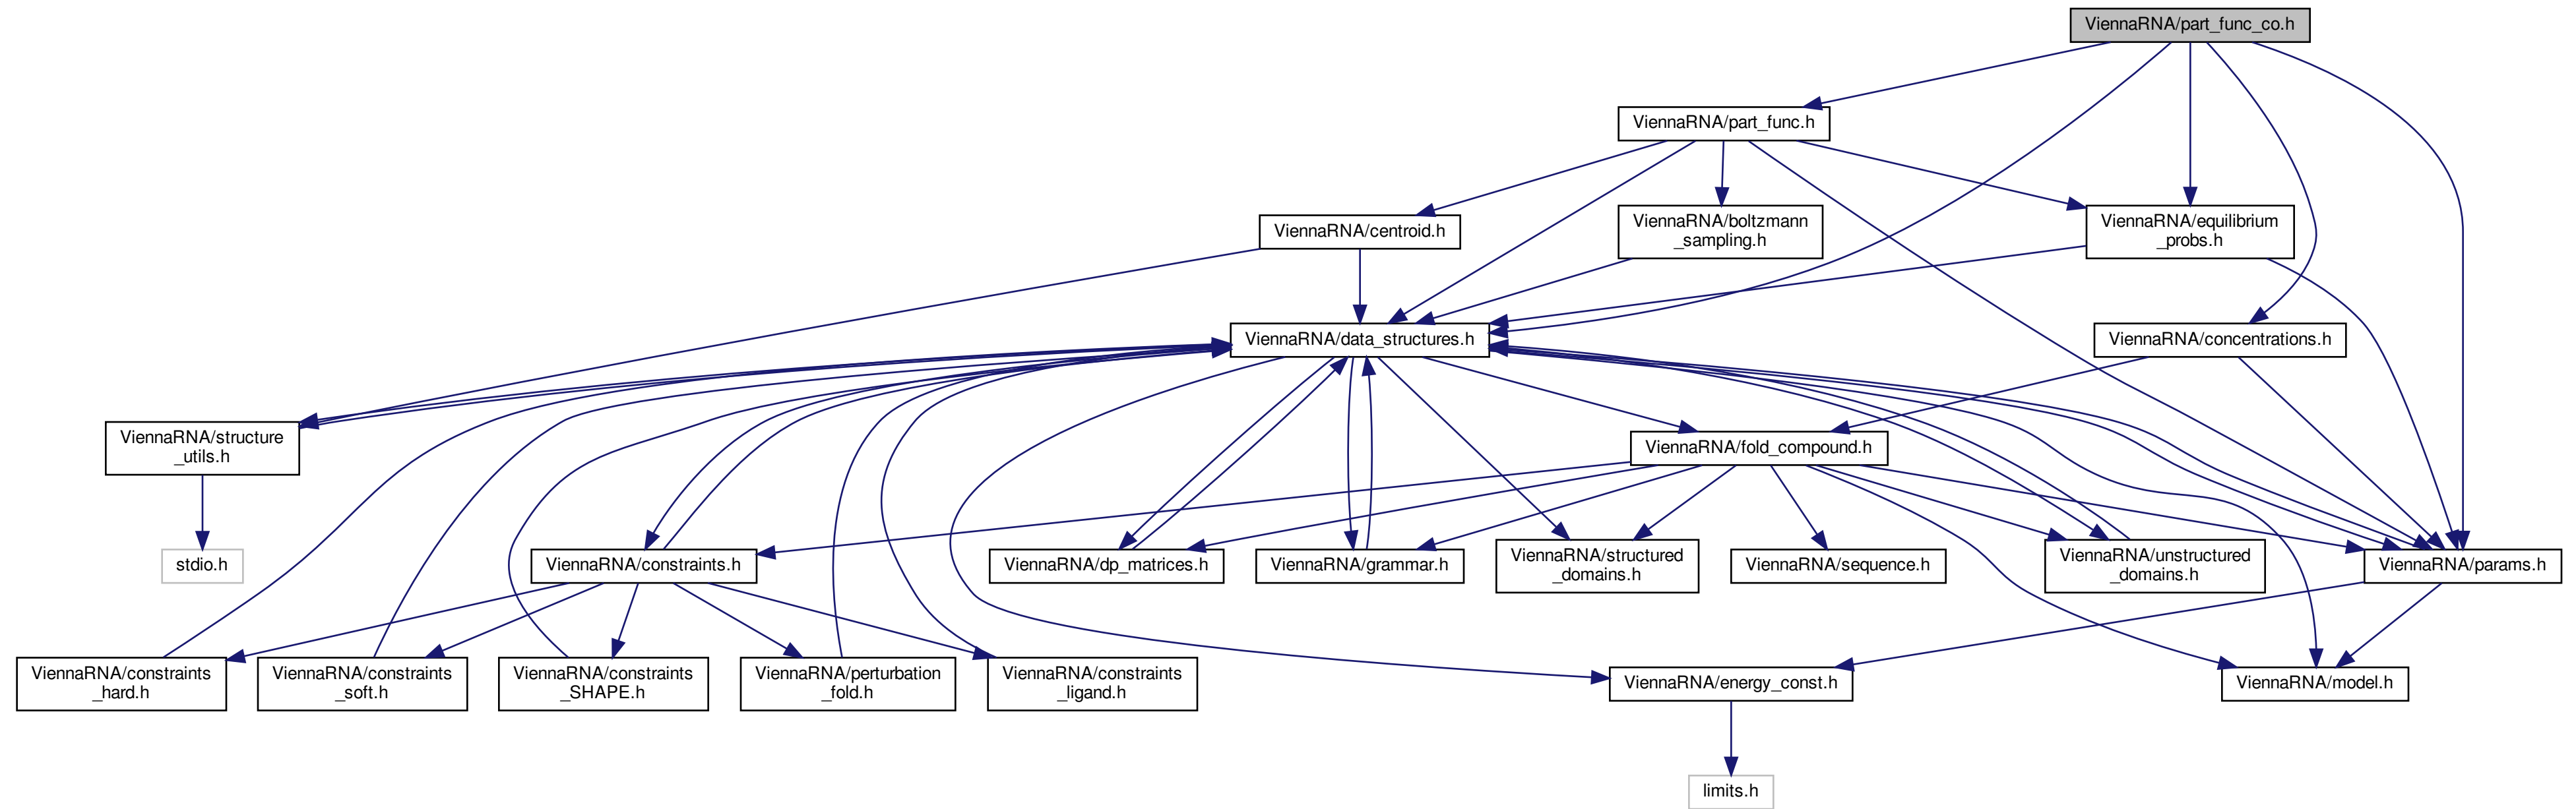 ViennaRNA/part_func_co.h
ViennaRNA/part_func.h
ViennaRNA/centroid.h
ViennaRNA/boltzmann
_sampling.h
ViennaRNA/equilibrium
_probs.h
ViennaRNA/data_structures.h
ViennaRNA/concentrations.h
ViennaRNA/structure
_utils.h
ViennaRNA/fold_compound.h
stdio.h
ViennaRNA/constraints.h
ViennaRNA/dp_matrices.h
ViennaRNA/grammar.h
ViennaRNA/structured
_domains.h
ViennaRNA/sequence.h
ViennaRNA/unstructured
_domains.h
ViennaRNA/params.h
ViennaRNA/constraints
_hard.h
ViennaRNA/constraints
_soft.h
ViennaRNA/constraints
_SHAPE.h
ViennaRNA/perturbation
_fold.h
ViennaRNA/constraints
_ligand.h
ViennaRNA/energy_const.h
ViennaRNA/model.h
limits.h